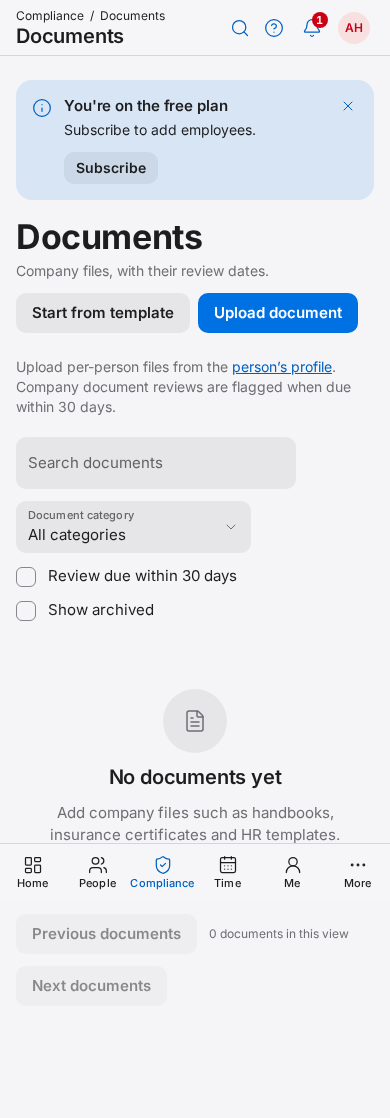 Compliance / Documents
Documents
1
AH
You're on the free plan
Subscribe to add employees.
Subscribe
Documents
Company files, with their review dates.
Start from template
Upload document
Upload per-person files from the person’s profile.
Company document reviews are flagged when due
within 30 days.
Search documents
Document category
All categories
Review due within 30 days
Show archived
No documents yet
Add company files such as handbooks,
insurance certificates and HR templates.
Home
People
Compliance
Time
Me
More
Previous documents
0 documents in this view
Next documents